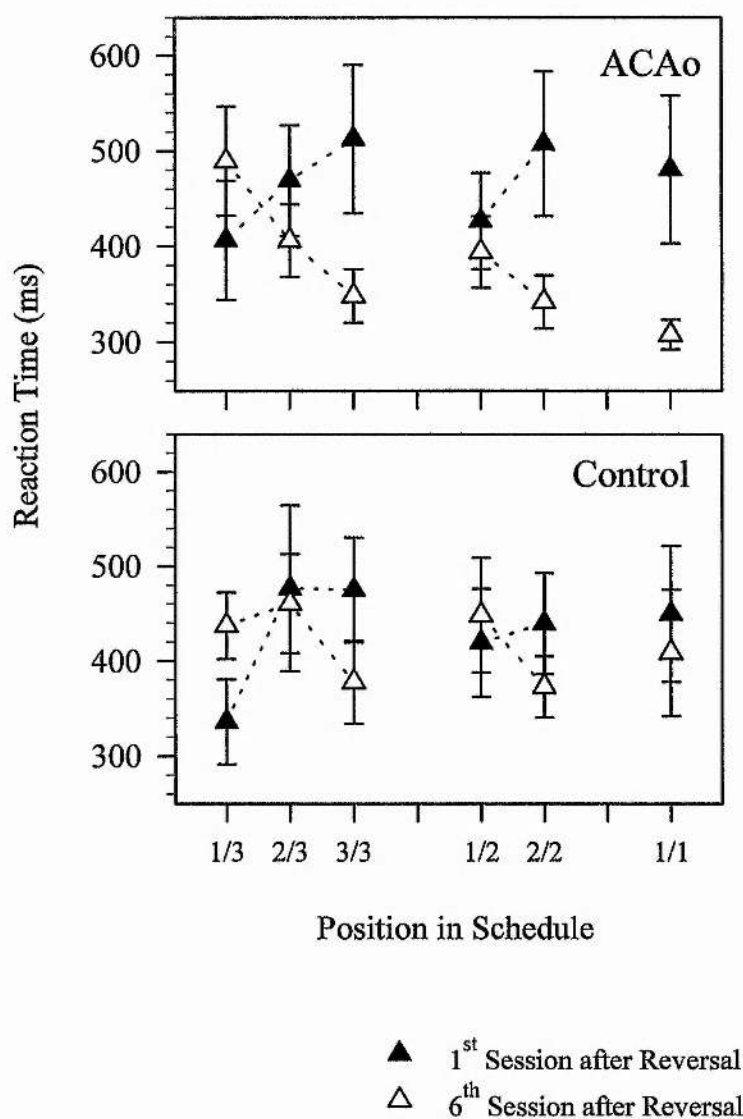 ACAo
600
500
400
300
Reaction Time (ms)
Control
600
500
400
300
1/3 2/3 3/3 1/2 2/2 1/1
Position in Schedule
1st Session after Reversal
6th Session after Reversal